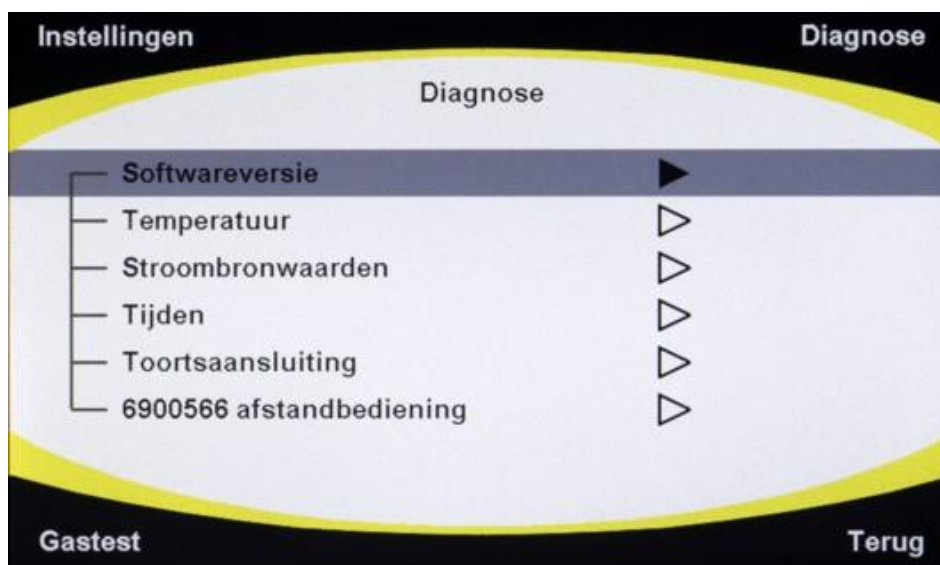 Instellingen
Diagnose
Diagnose
Softwareversie
Temperatuur
Stroombronwaarden
Tijden
Toortsaansluiting
6900566 afstandbediening
Gastest
Terug